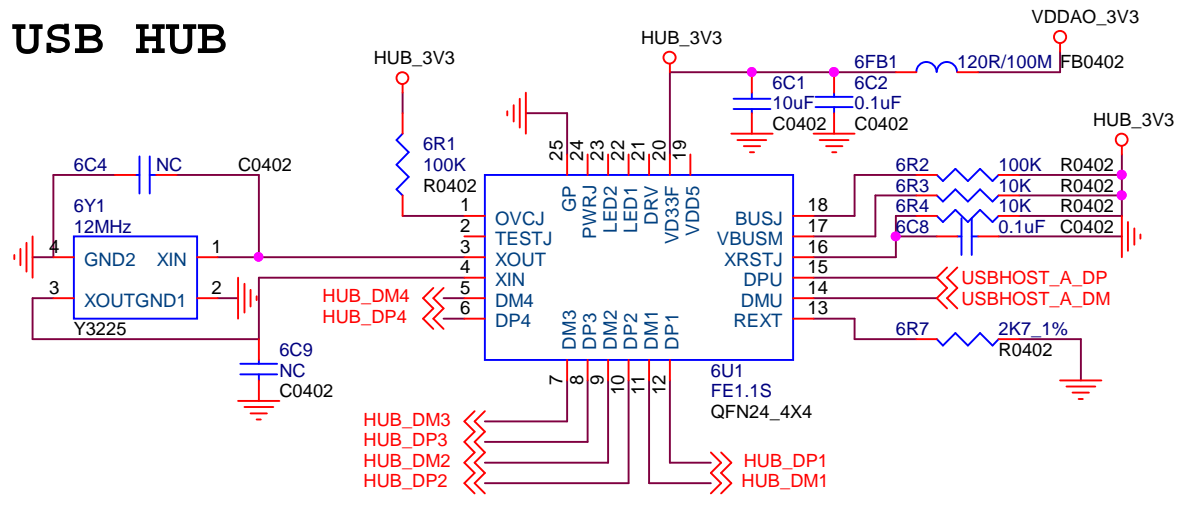 USB HUB
VDDAO_3V3
HUB_3V3
HUB_3V3
6FB1
120R/100M
FB0402
6C1
10uF
C0402
6C2
0.1uF
C0402
HUB_3V3
6R1
100K
R0402
6C4
NC
C0402
6Y1
12MHz
4
GND2
XIN
1
3
XOUT
GND1
2
Y3225
6C9
NC
C0402
25
24
23
22
21
20
19
GP
PWRJ
LED2
LED1
DRV
VD33F
VDD5
1
OVCJ
2
TESTJ
3
XOUT
4
XIN
5
DM4
6
DP4
HUB_DM4
HUB_DP4
BUSJ
18
VBUSM
17
XRSTJ
16
DPU
15
DMU
14
REXT
13
6R2
100K
R0402
6R3
10K
R0402
6R4
10K
R0402
6C8
0.1uF
C0402
USBHOST_A_DP
USBHOST_A_DM
6R7
2K7_1%
R0402
DM3
DP3
DM2
DP2
DM1
DP1
7
8
9
10
11
12
6U1
FE1.1S
QFN24_4X4
HUB_DM3
HUB_DP3
HUB_DM2
HUB_DP2
HUB_DP1
HUB_DM1